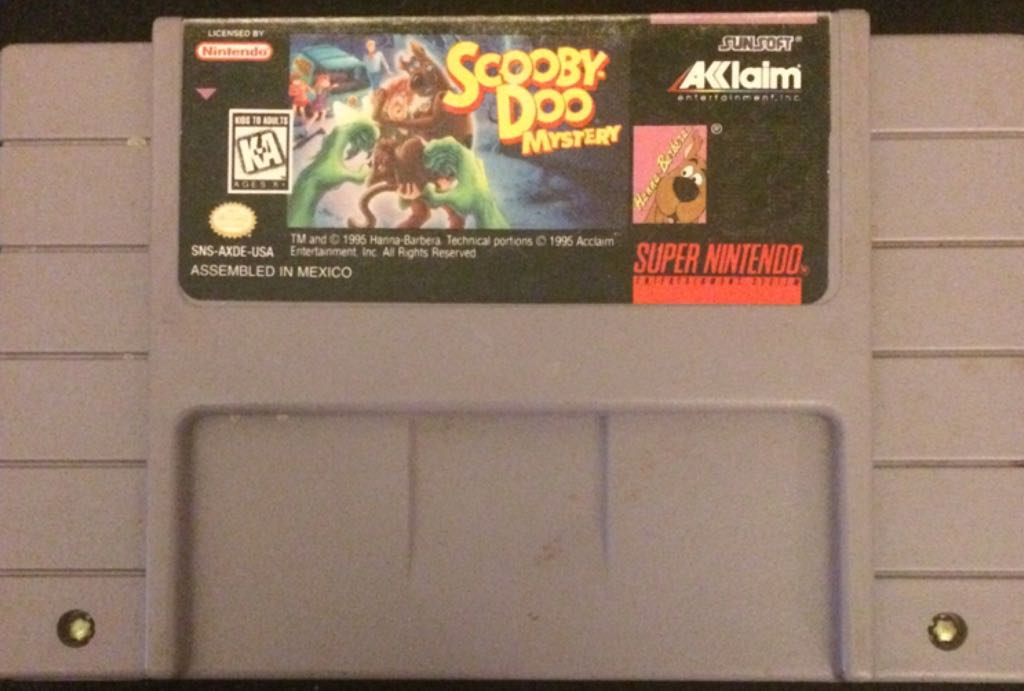 LICENSED BY
Nintendo
KIDS TO ADULTS
K-A
AGES 6+
SNS-AXDE-USA
ASSEMBLED IN MEXICO
SCOOBY-
DOO
MYSTERY
TM and © 1995 Hanna-Barbera. Technical portions © 1995 Acclaim
Entertainment, Inc. All Rights Reserved
SUNSOFT®
AKlaim
entertainment, inc.
Hanna-Barbera
®
SUPER NINTENDO
ENTERTAINMENT SYSTEM